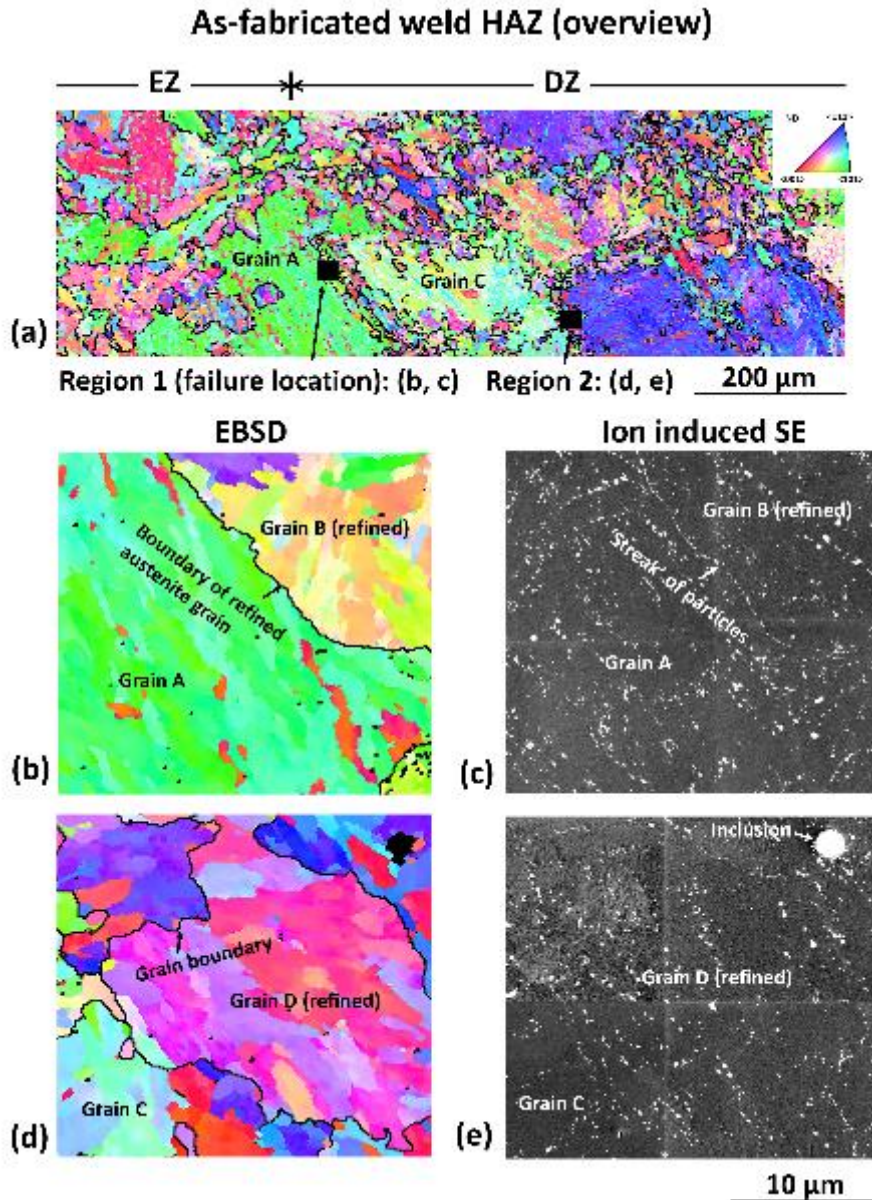 As-fabricated weld HAZ (overview)
EZ
DZ
Grain A
Grain C
(a)
Region 1 (failure location): (b, c)
Region 2: (d, e)
200 µm
EBSD
Ion induced SE
Grain B (refined)
Boundary of refined
austenite grain
Grain A
(b)
Grain B (refined)
'Streak' of
particles
Grain A
(c)
Grain boundary
Grain D (refined)
Grain C
(d)
Inclusion
Grain D (refined)
Grain C
(e)
10 µm